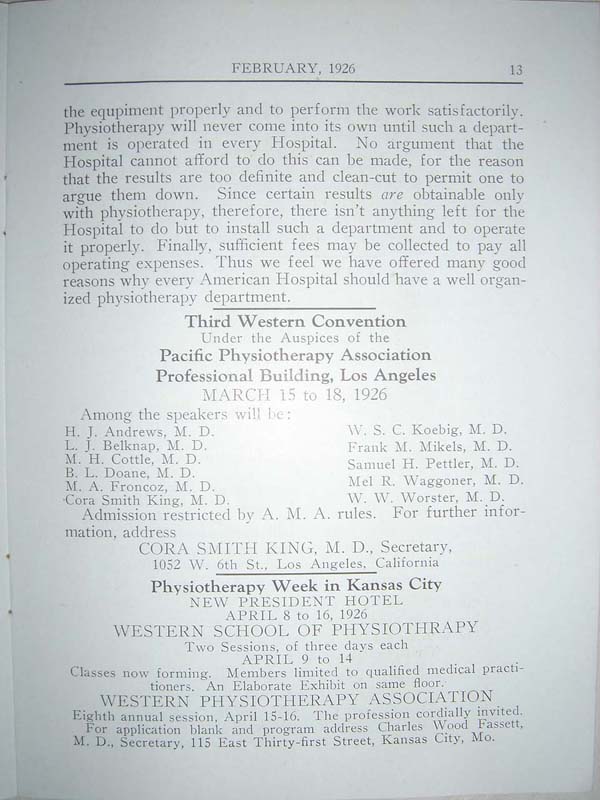 FEBRUARY, 1926 13
the equpiment properly and to perform the work satisfactorily.
Physiotherapy will never come into its own until such a depart-
ment is operated in every Hospital. No argument that the
Hospital cannot afford to do this can be made, for the reason
that the results are too definite and clean-cut to permit one to
argue them down. Since certain results are obtainable only
with physiotherapy, therefore, there isn't anything left for the
Hospital to do but to install such a department and to operate
it properly. Finally, sufficient fees may be collected to pay all
operating expenses. Thus we feel we have offered many good
reasons why every American Hospital should have a well organ-
ized physiotherapy department.
Third Western Convention
Under the Auspices of the
Pacific Physiotherapy Association
Professional Building, Los Angeles
MARCH 15 to 18, 1926
Among the speakers will be:
H. J. Andrews, M. D.
L. J. Belknap, M. D.
M. H. Cottle, M. D.
B. L. Doane, M. D.
M. A. Froncoz, M. D.
Cora Smith King, M. D.
W. S. C. Koebig, M. D.
Frank M. Mikels, M. D.
Samuel H. Pettler, M. D.
Mel R. Waggoner, M. D.
W. W. Worster, M. D.
Admission restricted by A. M. A. rules. For further infor-
mation, address
CORA SMITH KING, M. D., Secretary,
1052 W. 6th St., Los Angeles, California
Physiotherapy Week in Kansas City
NEW PRESIDENT HOTEL
APRIL 8 to 16, 1926
WESTERN SCHOOL OF PHYSIOTHRAPY
Two Sessions, of three days each
APRIL 9 to 14
Classes now forming. Members limited to qualified medical practi-
tioners. An Elaborate Exhibit on same floor.
WESTERN PHYSIOTHERAPY ASSOCIATION
Eighth annual session, April 15-16. The profession cordially invited.
For application blank and program address Charles Wood Fassett,
M. D., Secretary, 115 East Thirty-first Street, Kansas City, Mo.